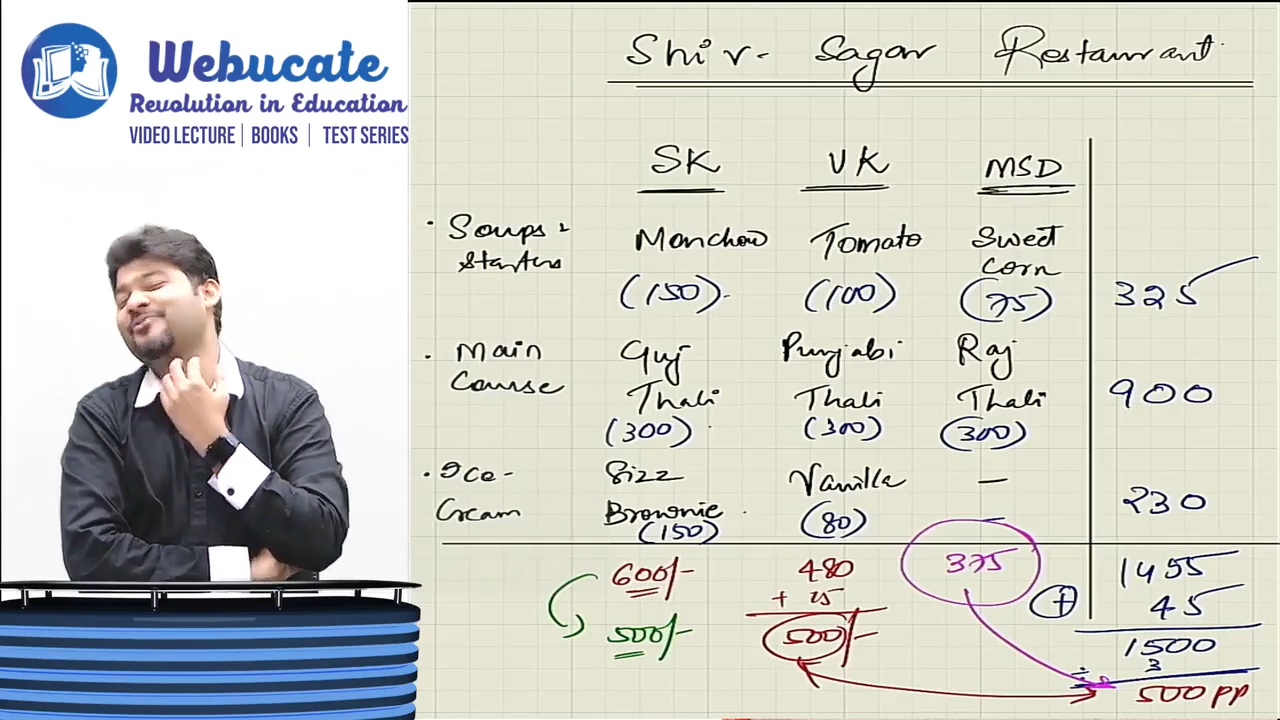 Webucate
Revolution in Education
VIDEO LECTURE | BOOKS | TEST SERIES
Shiv-Sagar Restaurant
SK VK MSD
• Soups & Starters
Manchow Tomato Sweet corn
(150) (100) (75) 325
• Main Course
Guj Thali Punjabi Thali Raj Thali
(300) (300) (300) 900
• Ice-Cream
Sizz Brownie Vanilla —
(150) (80) — 230
600/- 480 375 1455
+ 25 + 45
500/- 500/- 1500
÷ 3
500 PP